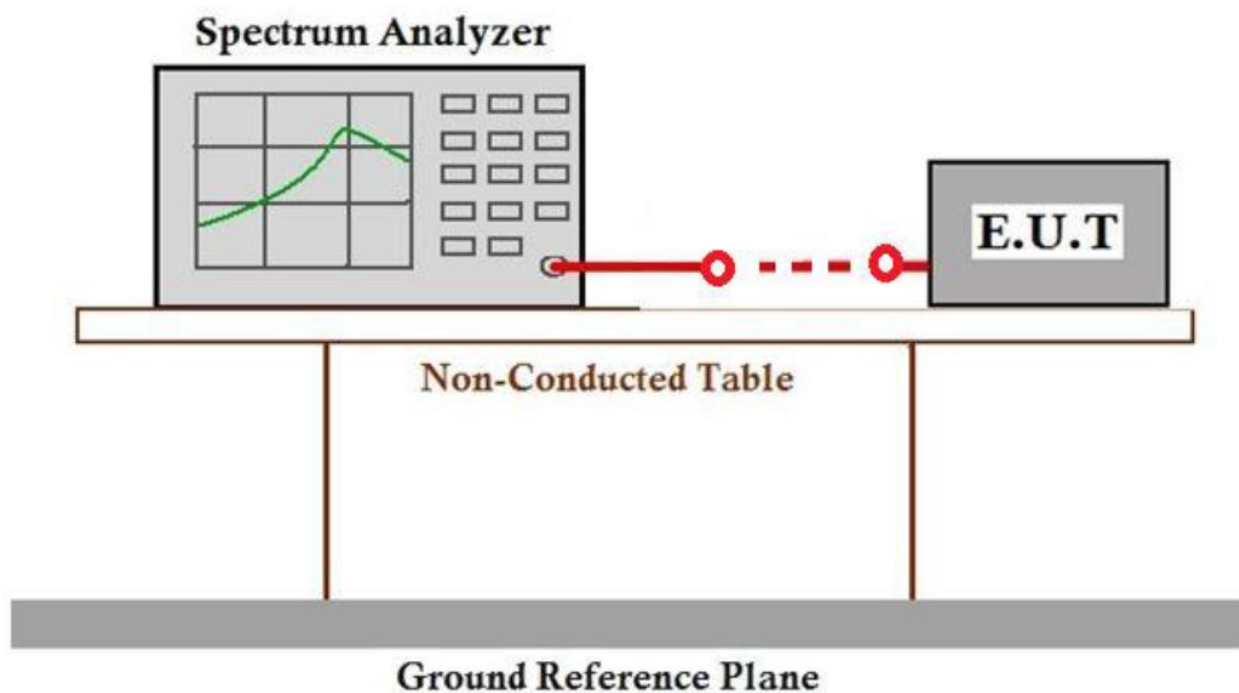 Spectrum Analyzer
E.U.T
Non-Conducted Table
Ground Reference Plane